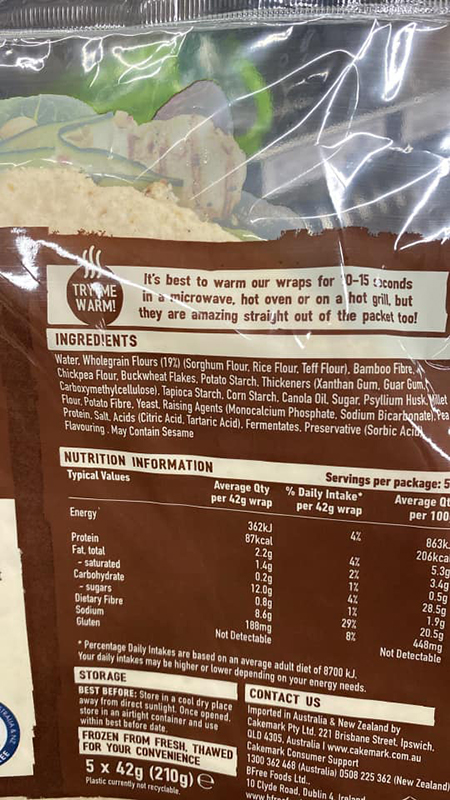 TRY ME
WARM!
It's best to warm our wraps for 10-15 seconds
in a microwave, hot oven or on a hot grill, but
they are amazing straight out of the packet too!
INGREDIENTS
Water, Wholegrain Flours (19%) (Sorghum Flour, Rice Flour, Teff Flour), Bamboo Fibre,
Chickpea Flour, Buckwheat Flakes, Potato Starch, Thickeners (Xanthan Gum, Guar Gum,
Carboxymethylcellulose), Tapioca Starch, Corn Starch, Canola Oil, Sugar, Psyllium Husk, Millet
Flour, Potato Fibre, Yeast, Raising Agents (Monocalcium Phosphate, Sodium Bicarbonate), Pea
Protein, Salt, Acids (Citric Acid, Tartaric Acid), Fermentates, Preservative (Sorbic Acid),
Flavouring. May Contain Sesame
NUTRITION INFORMATION
Servings per package: 5
Typical Values Average Qty per 42g wrap % Daily Intake* per 42g wrap Average Qt per 100
Energy 362kJ 4% 863k
87kcal 206kca
Protein 2.2g 4% 5.3g
Fat, total 1.4g 2% 3.4g
- saturated 0.2g 1% 0.5g
Carbohydrate 12.0g 4% 28.5g
- sugars 0.8g 1% 1.9g
Dietary Fibre 8.6g 29% 20.5g
Sodium 188mg 8% 448mg
Gluten Not Detectable Not Detectable
* Percentage Daily Intakes are based on an average adult diet of 8700 kJ.
Your daily intakes may be higher or lower depending on your energy needs.
STORAGE
BEST BEFORE: Store in a cool dry place
away from direct sunlight. Once opened,
store in an airtight container and use
within best before date.
FROZEN FROM FRESH, THAWED
FOR YOUR CONVENIENCE
5 x 42g (210g) e
Plastic currently not recyclable.
CONTACT US
Imported in Australia & New Zealand by
Cakemark Pty Ltd. 221 Brisbane Street, Ipswich,
QLD 4305, Australia I www.cakemark.com.au
Cakemark Consumer Support
1300 362 468 (Australia) 0508 225 362 (New Zealand)
BFree Foods Ltd.,
10 Clyde Road, Dublin 4, Ireland